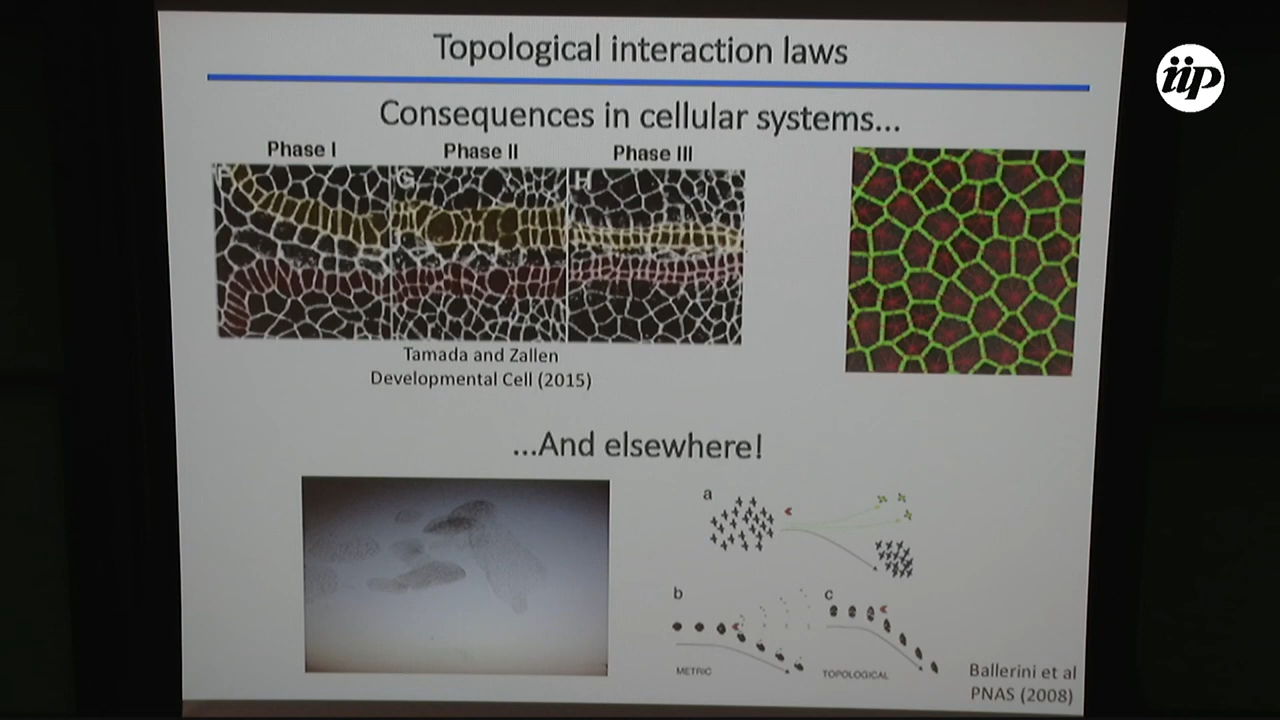 Topological interaction laws
iip
Consequences in cellular systems...
Phase I
Phase II
Phase III
F
G
H
Tamada and Zallen
Developmental Cell (2015)
...And elsewhere!
a
b
c
METRIC
TOPOLOGICAL
Ballerini et al
PNAS (2008)